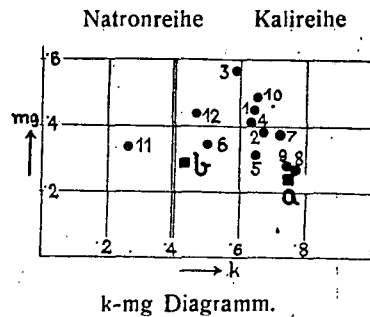 Natronreihe Kalireihe
.6
3
10
1
mg
4
12
.4
2 7
11
6
b
5
9 8
.2
a
.2 .4 .6 .8
k
k-mg Diagramm.